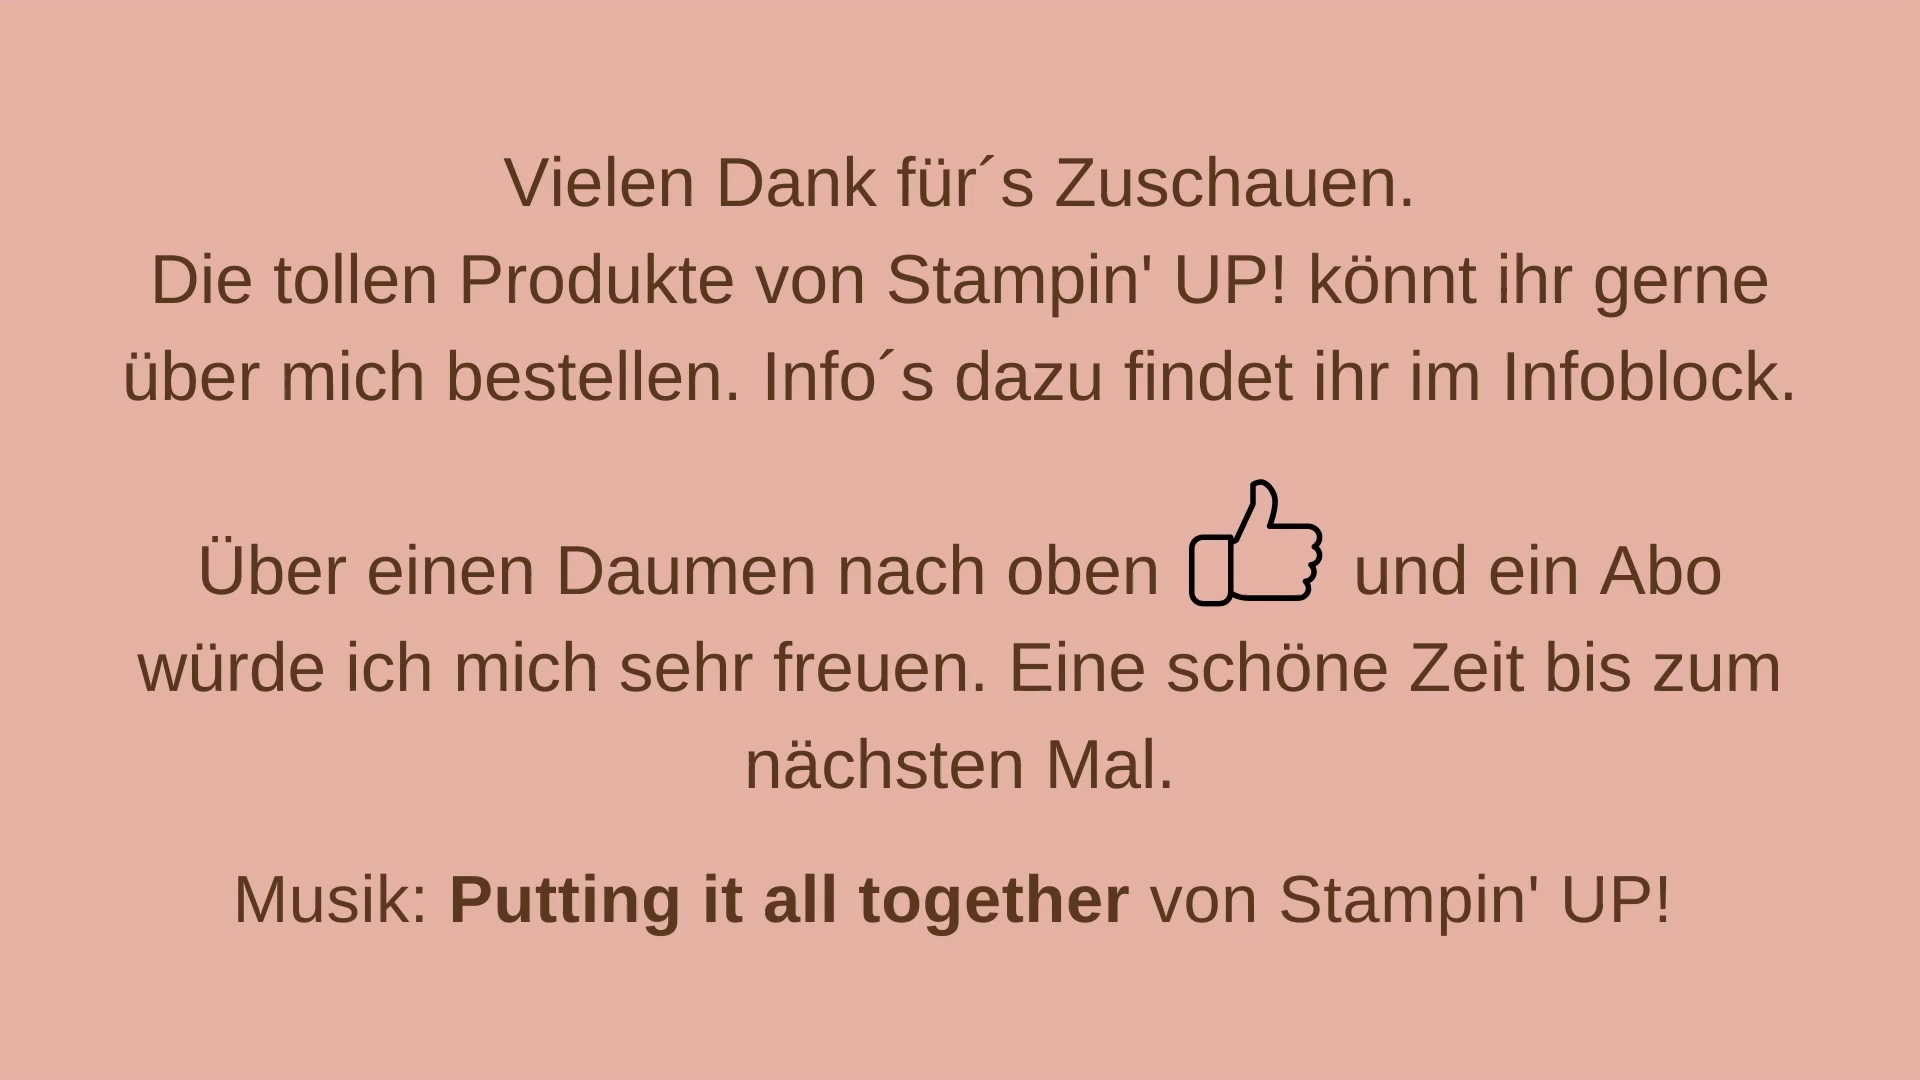 Vielen Dank für´s Zuschauen.
Die tollen Produkte von Stampin' UP! könnt ihr gerne
über mich bestellen. Info´s dazu findet ihr im Infoblock.
Über einen Daumen nach oben und ein Abo
würde ich mich sehr freuen. Eine schöne Zeit bis zum
nächsten Mal.
Musik: Putting it all together von Stampin' UP!